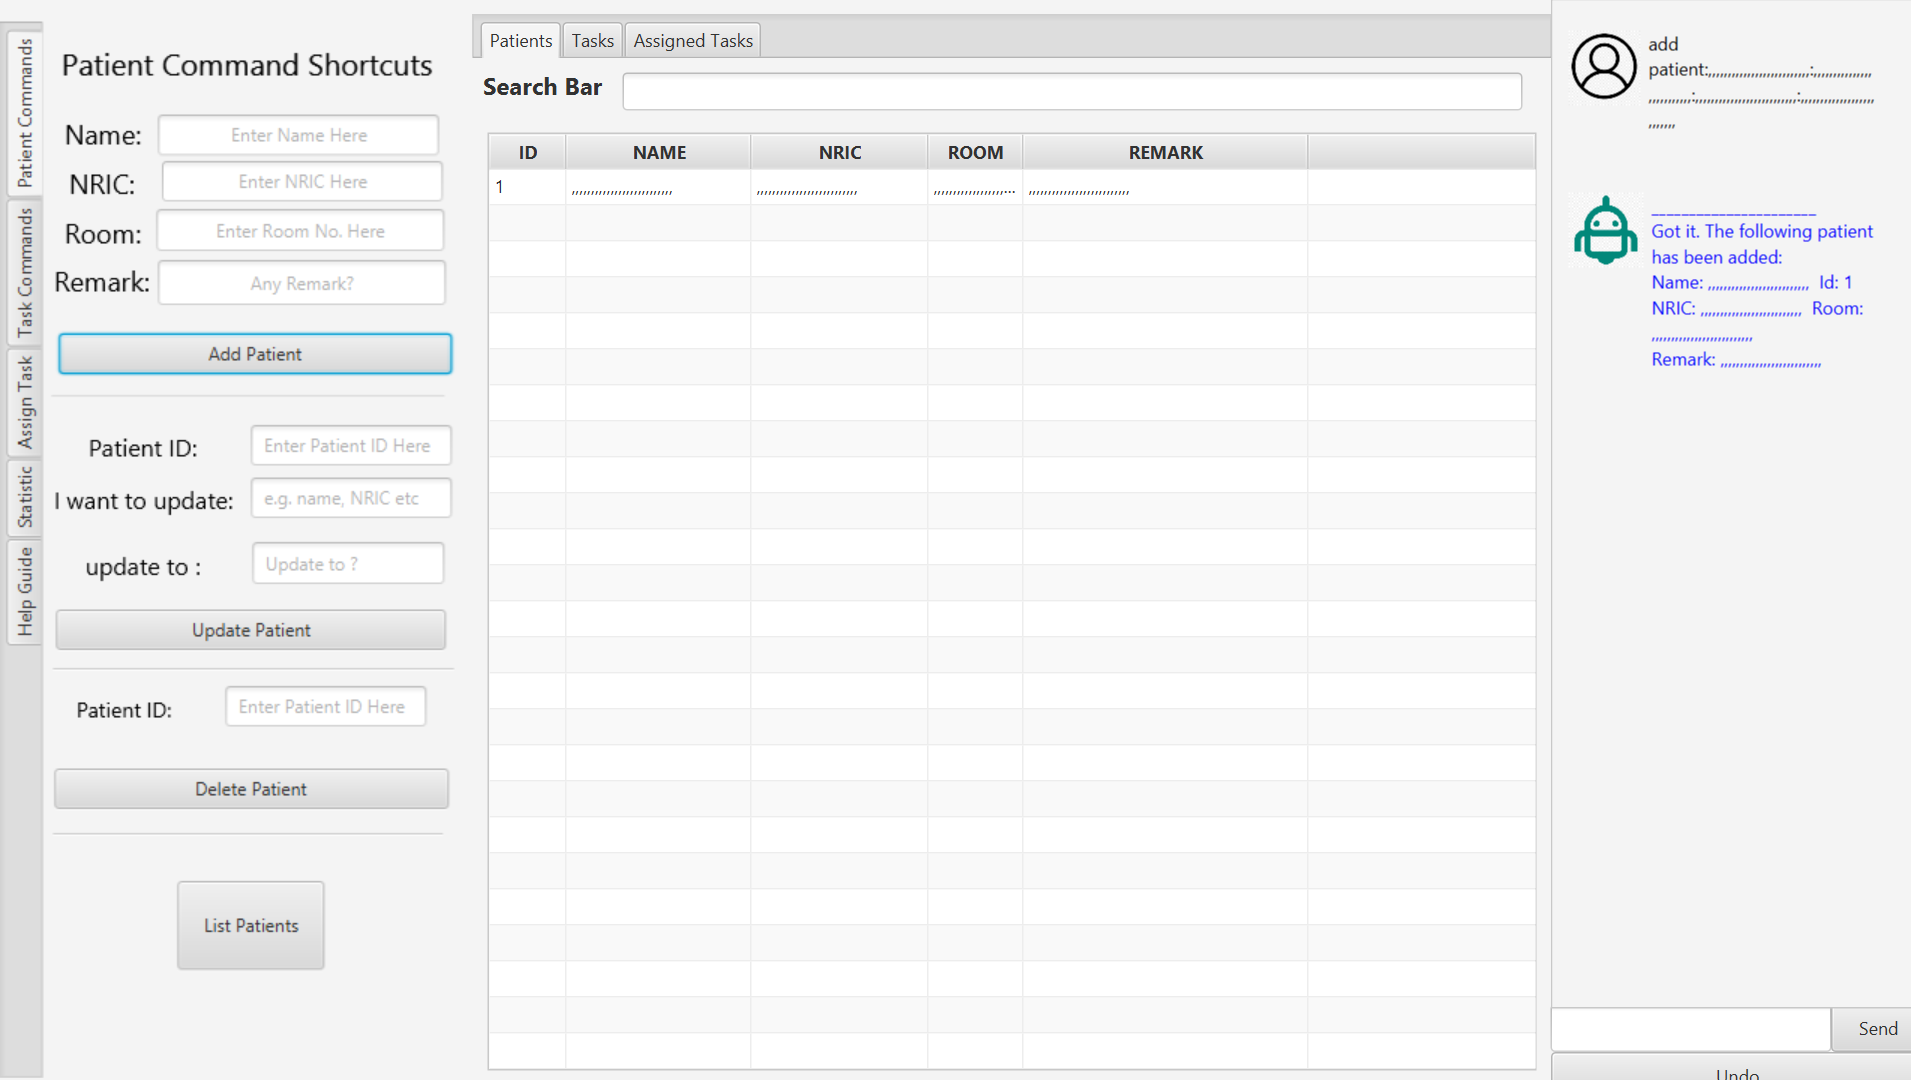 Patient Commands
Task Commands
Assign Task
Statistic
Help Guide
Patient Command Shortcuts
Name: Enter Name Here
NRIC: Enter NRIC Here
Room: Enter Room No. Here
Remark: Any Remark?
Add Patient
Patient ID: Enter Patient ID Here
I want to update: e.g. name, NRIC etc
update to : Update to ?
Update Patient
Patient ID: Enter Patient ID Here
Delete Patient
List Patients
Patients Tasks Assigned Tasks
Search Bar
ID NAME NRIC ROOM REMARK
1 ,,,,,,,,,,,,,,,,,,,,,,,,,, ,,,,,,,,,,,,,,,,,,,,,,,,,, ,,,,,,,,,,,,,,,,,,... ,,,,,,,,,,,,,,,,,,,,,,,,,,
add
patient:,,,,,,,,,,,,,,,,,,,,,,,,,,:,,,,,,,,,,,,,,,
,,,,,,,,,,,:,,,,,,,,,,,,,,,,,,,,,,,,,,:,,,,,,,,,,,,,,,,,,,
,,,,,,,
______________________
Got it. The following patient
has been added:
Name: ,,,,,,,,,,,,,,,,,,,,,,,,,, Id: 1
NRIC: ,,,,,,,,,,,,,,,,,,,,,,,,,, Room:
,,,,,,,,,,,,,,,,,,,,,,,,,,
Remark: ,,,,,,,,,,,,,,,,,,,,,,,,,,
Send
Undo